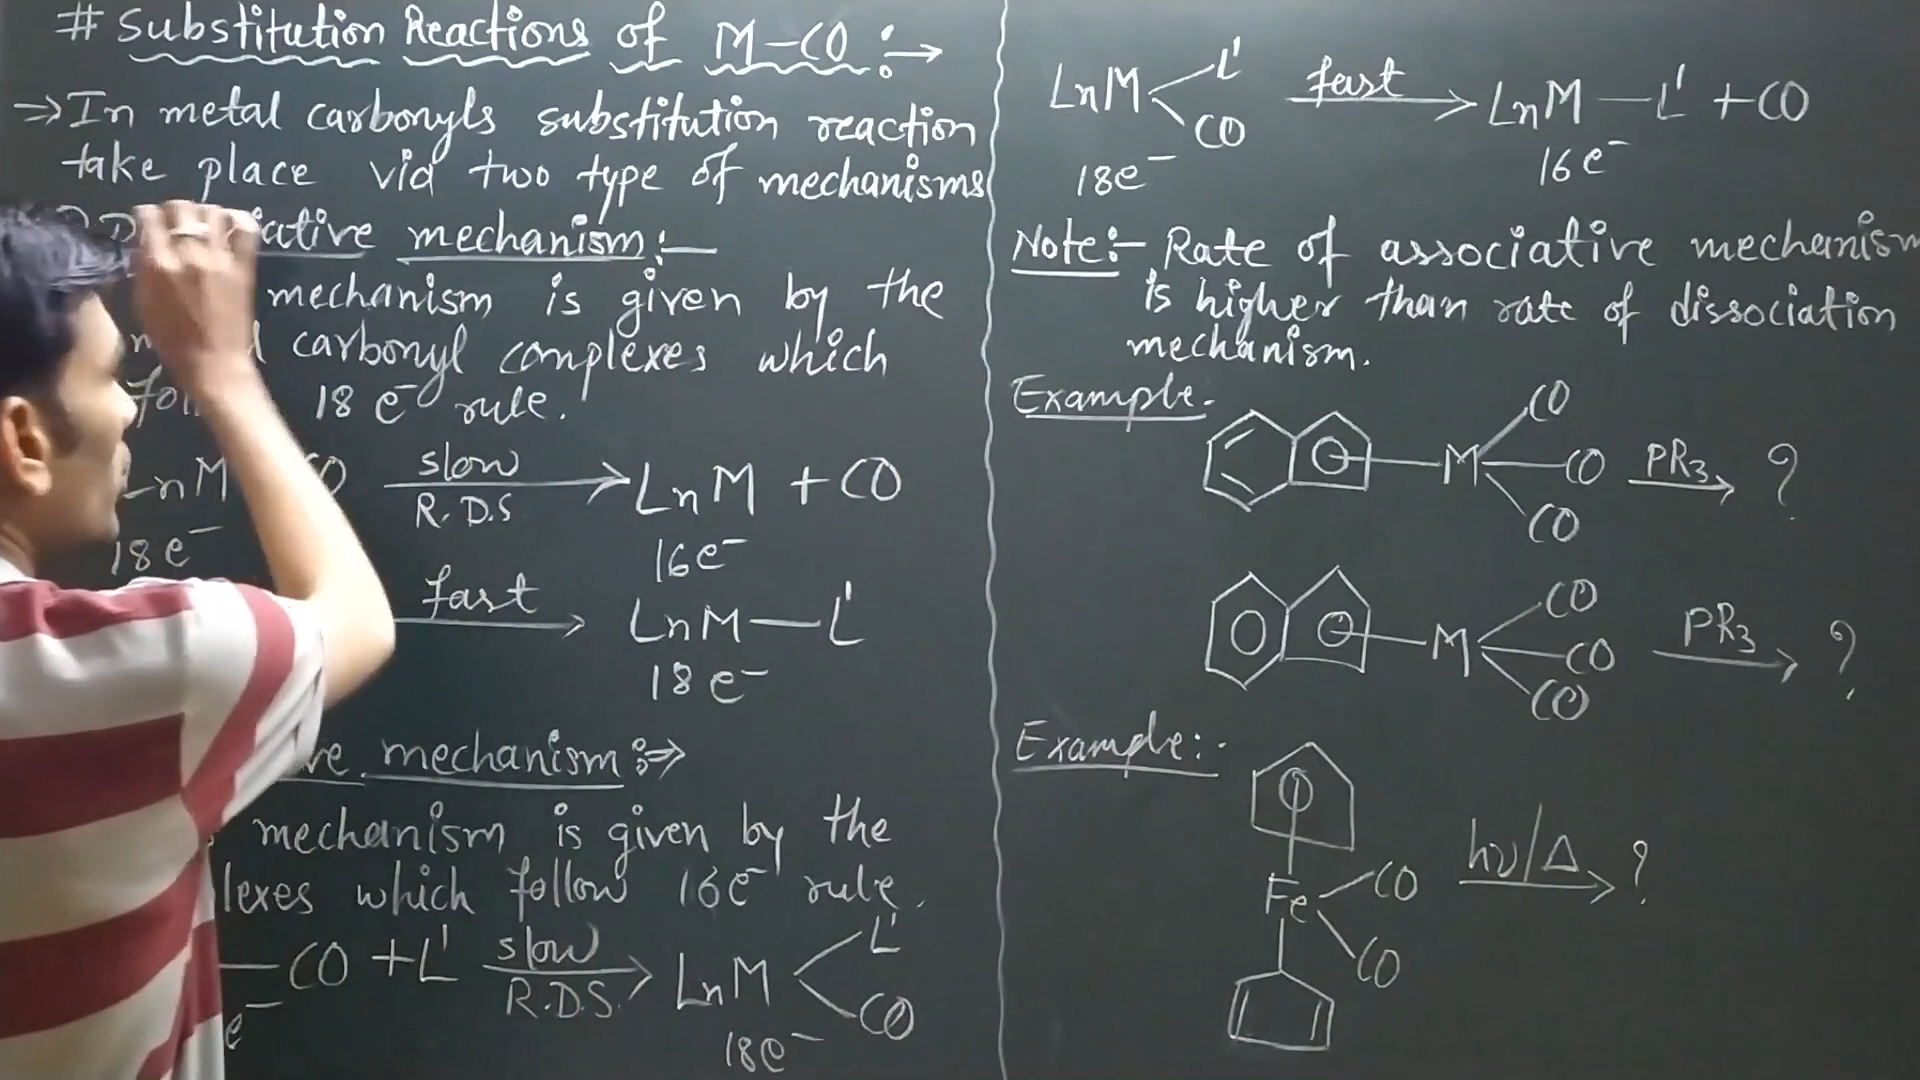 # Substitution Reactions of M-CO :→
⇒ In metal carbonyls substitution reaction
take place via two type of mechanisms
mechanism :-
mechanism is given by the
carbonyl complexes which
18 e⁻ rule.
LnM CO slow R.D.S → LnM + CO
18e⁻ 16e⁻
fast → LnM — L'
18e⁻
mechanism :⇒
mechanism is given by the
which follow 16e⁻ rule.
—CO + L' slow R.D.S. → LnM L' CO
e⁻ 18e⁻
LnM L' CO fast → LnM — L' + CO
18e⁻ 16e⁻
Note:- Rate of associative mechanism
is higher than rate of dissociation
mechanism.
Example-
M CO CO CO PR₃ → ?
M CO CO CO PR₃ → ?
Example:-
Fe CO CO hν/Δ → ?